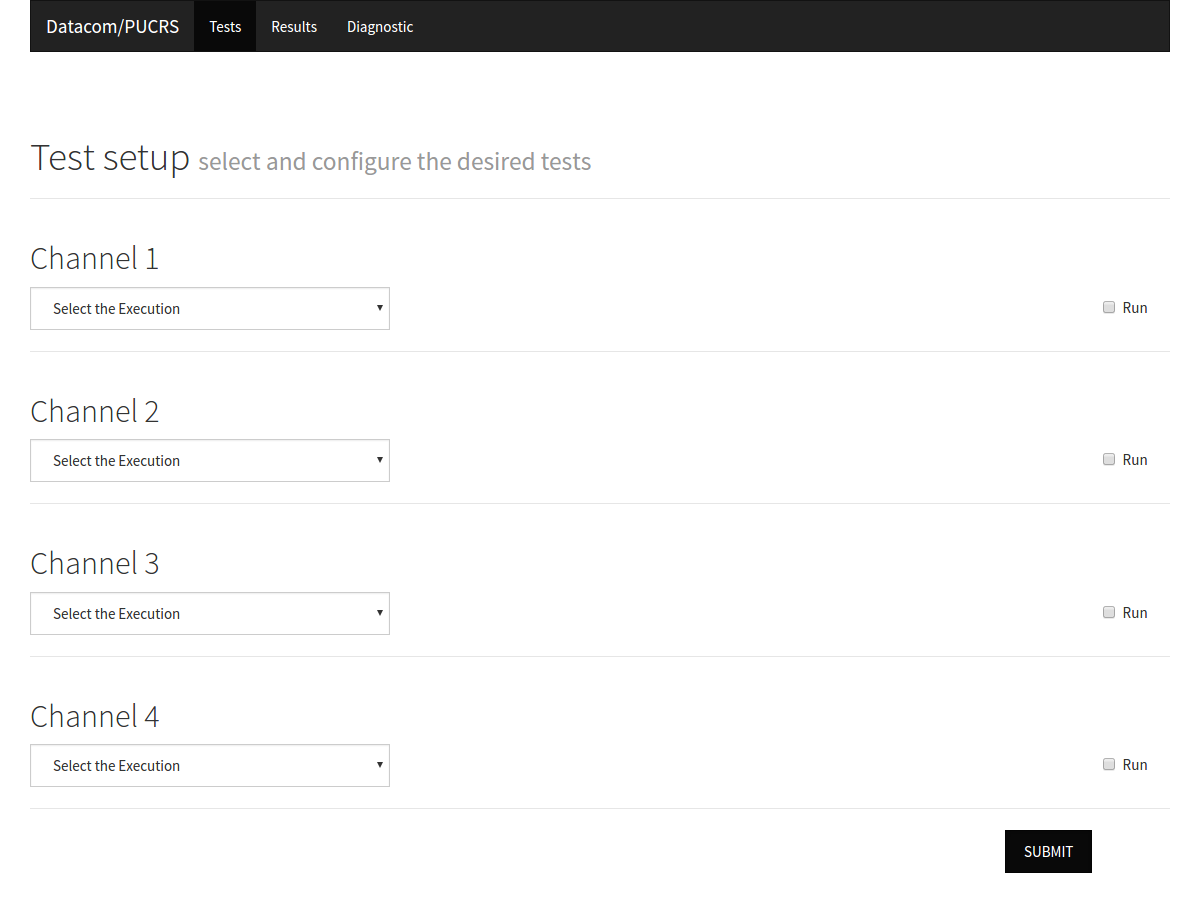 Datacom/PUCRS Tests Results Diagnostic
Test setup select and configure the desired tests
Channel 1
Select the Execution Run
Channel 2
Select the Execution Run
Channel 3
Select the Execution Run
Channel 4
Select the Execution Run
SUBMIT